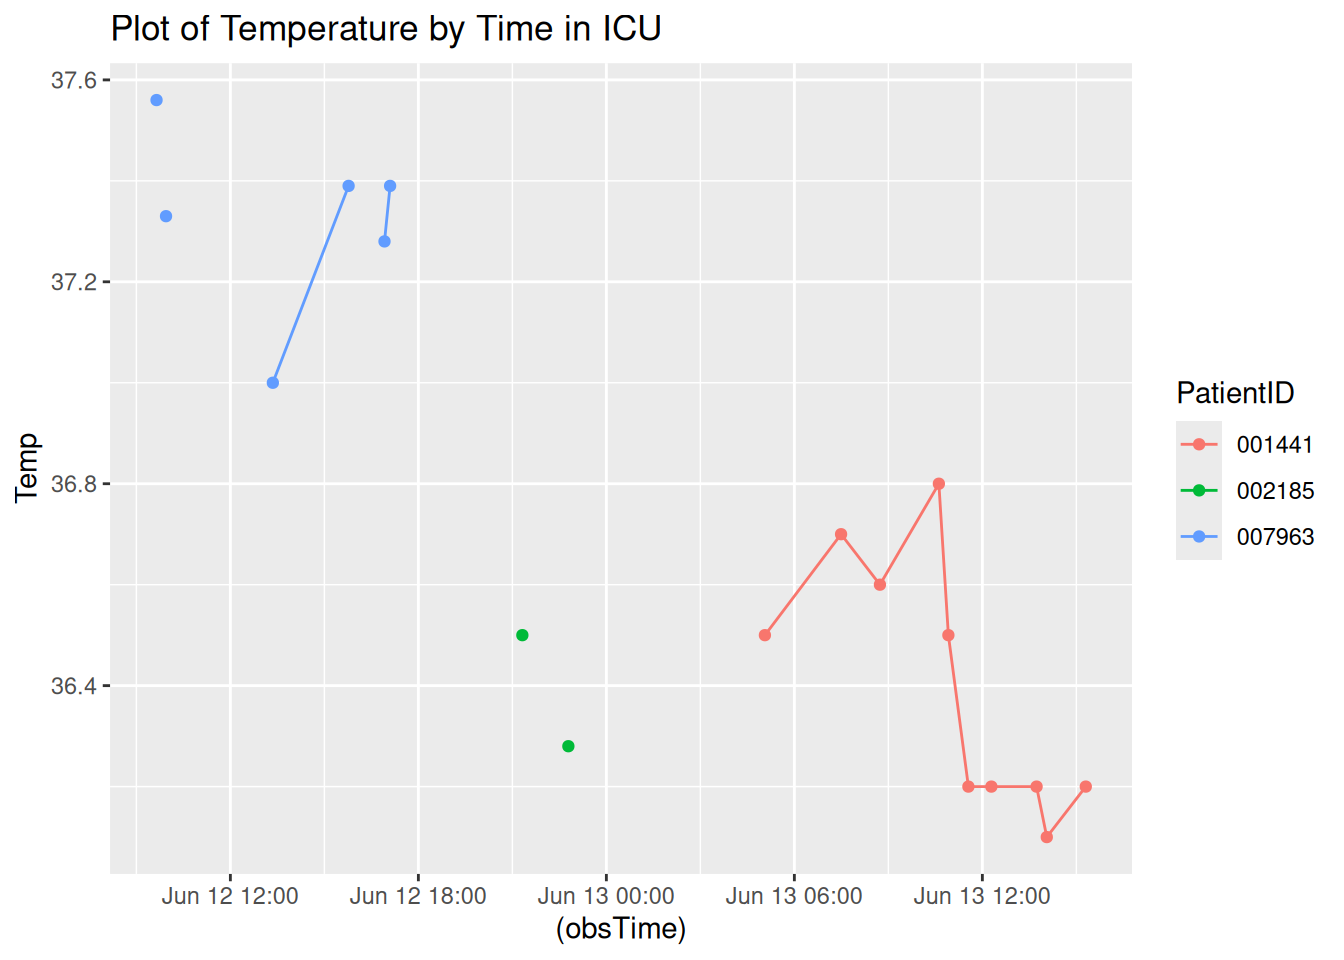 Plot of Temperature by Time in ICU
37.6
37.2
36.8
36.4
Temp
Jun 12 12:00
Jun 12 18:00
Jun 13 00:00
Jun 13 06:00
Jun 13 12:00
(obsTime)
PatientID
001441
002185
007963